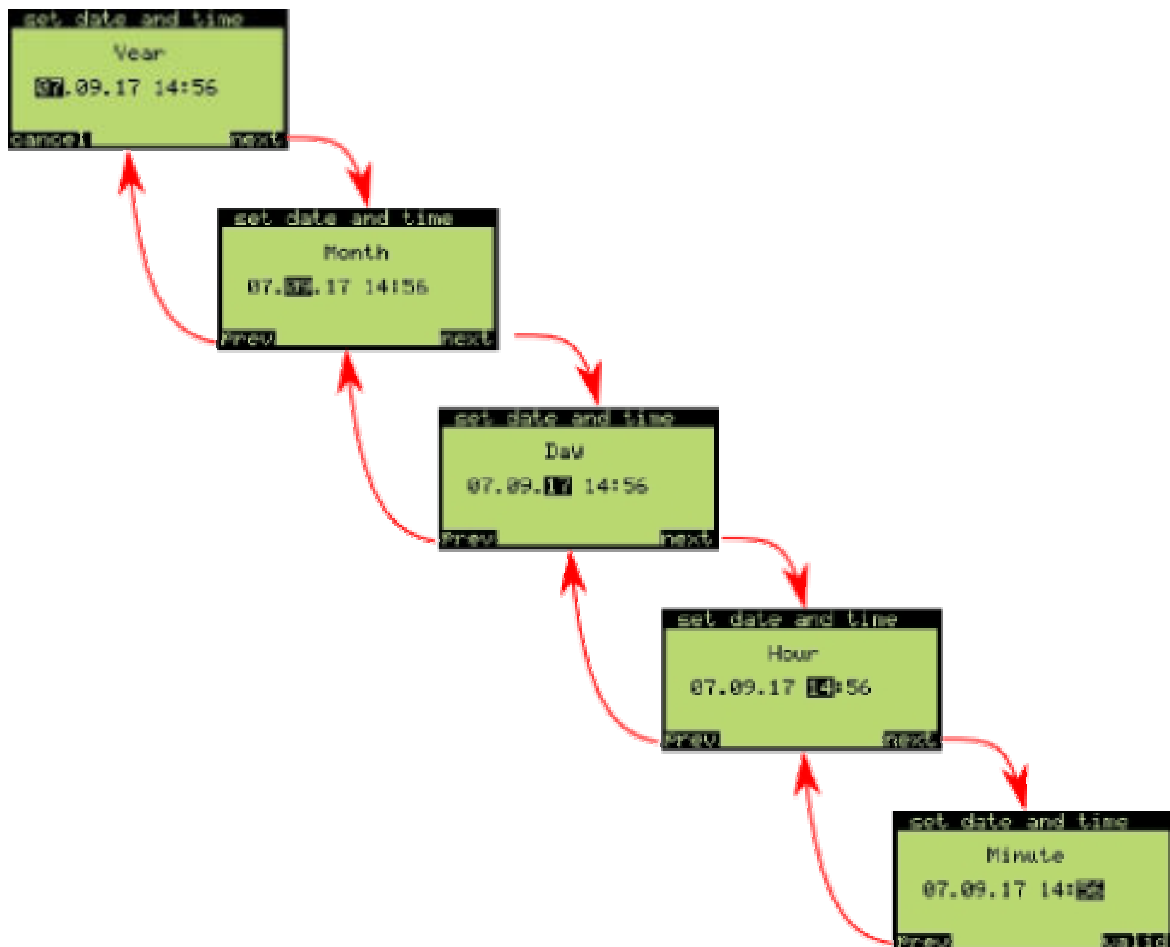 set date and time
Year
07.09.17 14:56
cancel next
set date and time
Month
07.09.17 14:56
Prev next
set date and time
Day
07.09.17 14:56
Prev next
set date and time
Hour
07.09.17 14:56
Prev next
set date and time
Minute
07.09.17 14:56
Prev valid